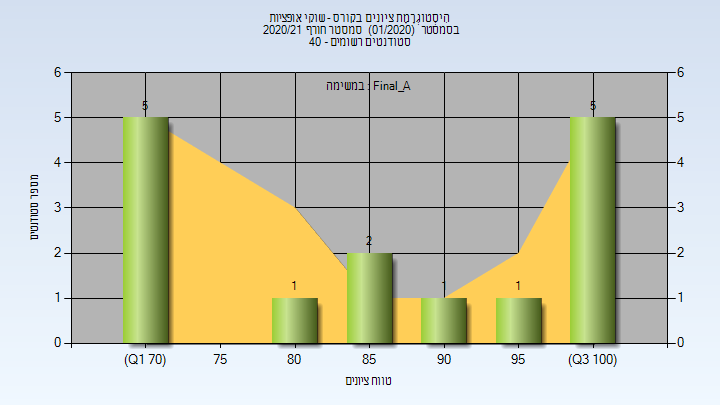 היסטוגרמת ציונים בקורס - שוקי אופציות
בסמסטר (01/2020) סמסטר חורף 2020/21
סטודנטים רשומים - 40
במשימה : Final_A
6 6
5 5
4 4
3 3
2 2
1 1
0 0
5 1 2 1 1 5
מספר סטודנטים
(Q1 70) 75 80 85 90 95 (Q3 100)
טווח ציונים